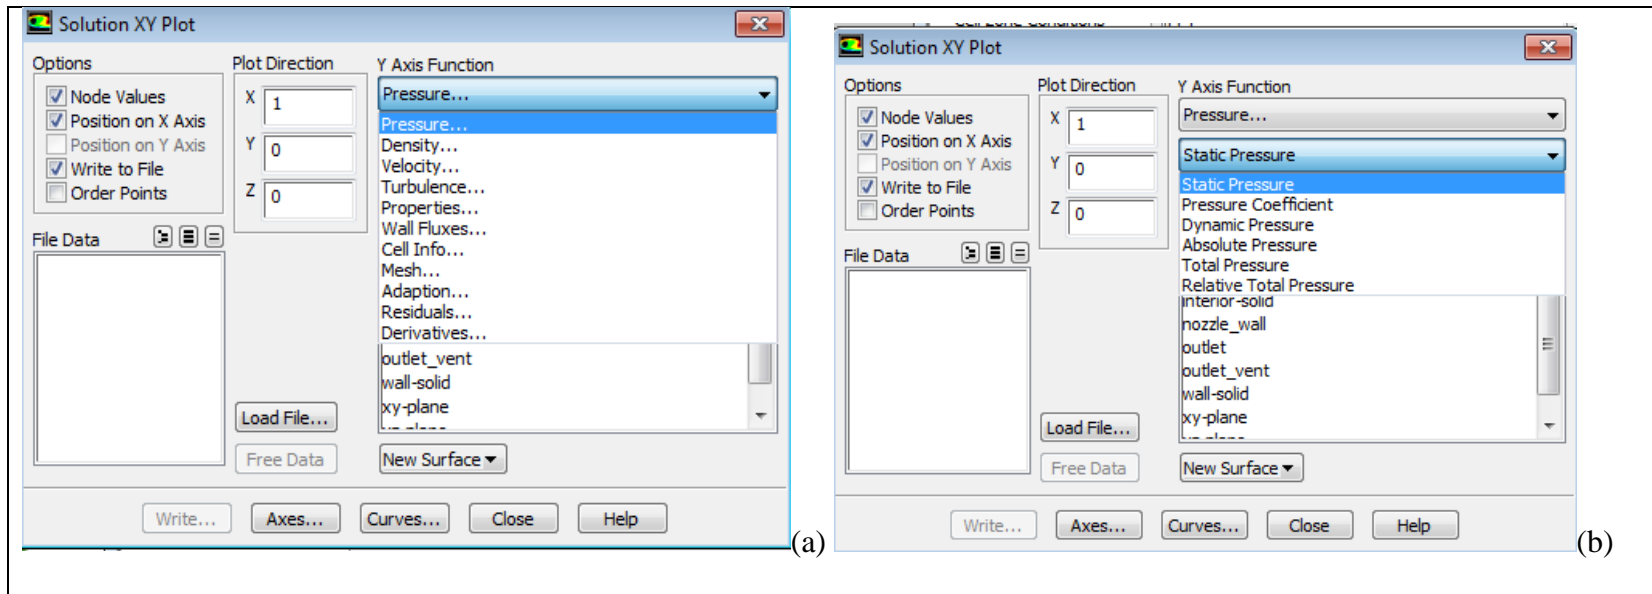 Solution XY Plot
Options
Node Values
Position on X Axis
Position on Y Axis
Write to File
Order Points
Plot Direction
X 1
Y 0
Z 0
Y Axis Function
Pressure...
Pressure...
Density...
Velocity...
Turbulence...
Properties...
Wall Fluxes...
Cell Info...
Mesh...
Adaption...
Residuals...
Derivatives...
outlet_vent
wall-solid
xy-plane
File Data
Load File...
Free Data
New Surface
Write...
Axes...
Curves...
Close
Help
(a)
Solution XY Plot
Options
Node Values
Position on X Axis
Position on Y Axis
Write to File
Order Points
Plot Direction
X 1
Y 0
Z 0
Y Axis Function
Pressure...
Static Pressure
Static Pressure
Pressure Coefficient
Dynamic Pressure
Absolute Pressure
Total Pressure
Relative Total Pressure
interior-solid
nozzle_wall
outlet
outlet_vent
wall-solid
xy-plane
File Data
Load File...
Free Data
New Surface
Write...
Axes...
Curves...
Close
Help
(b)